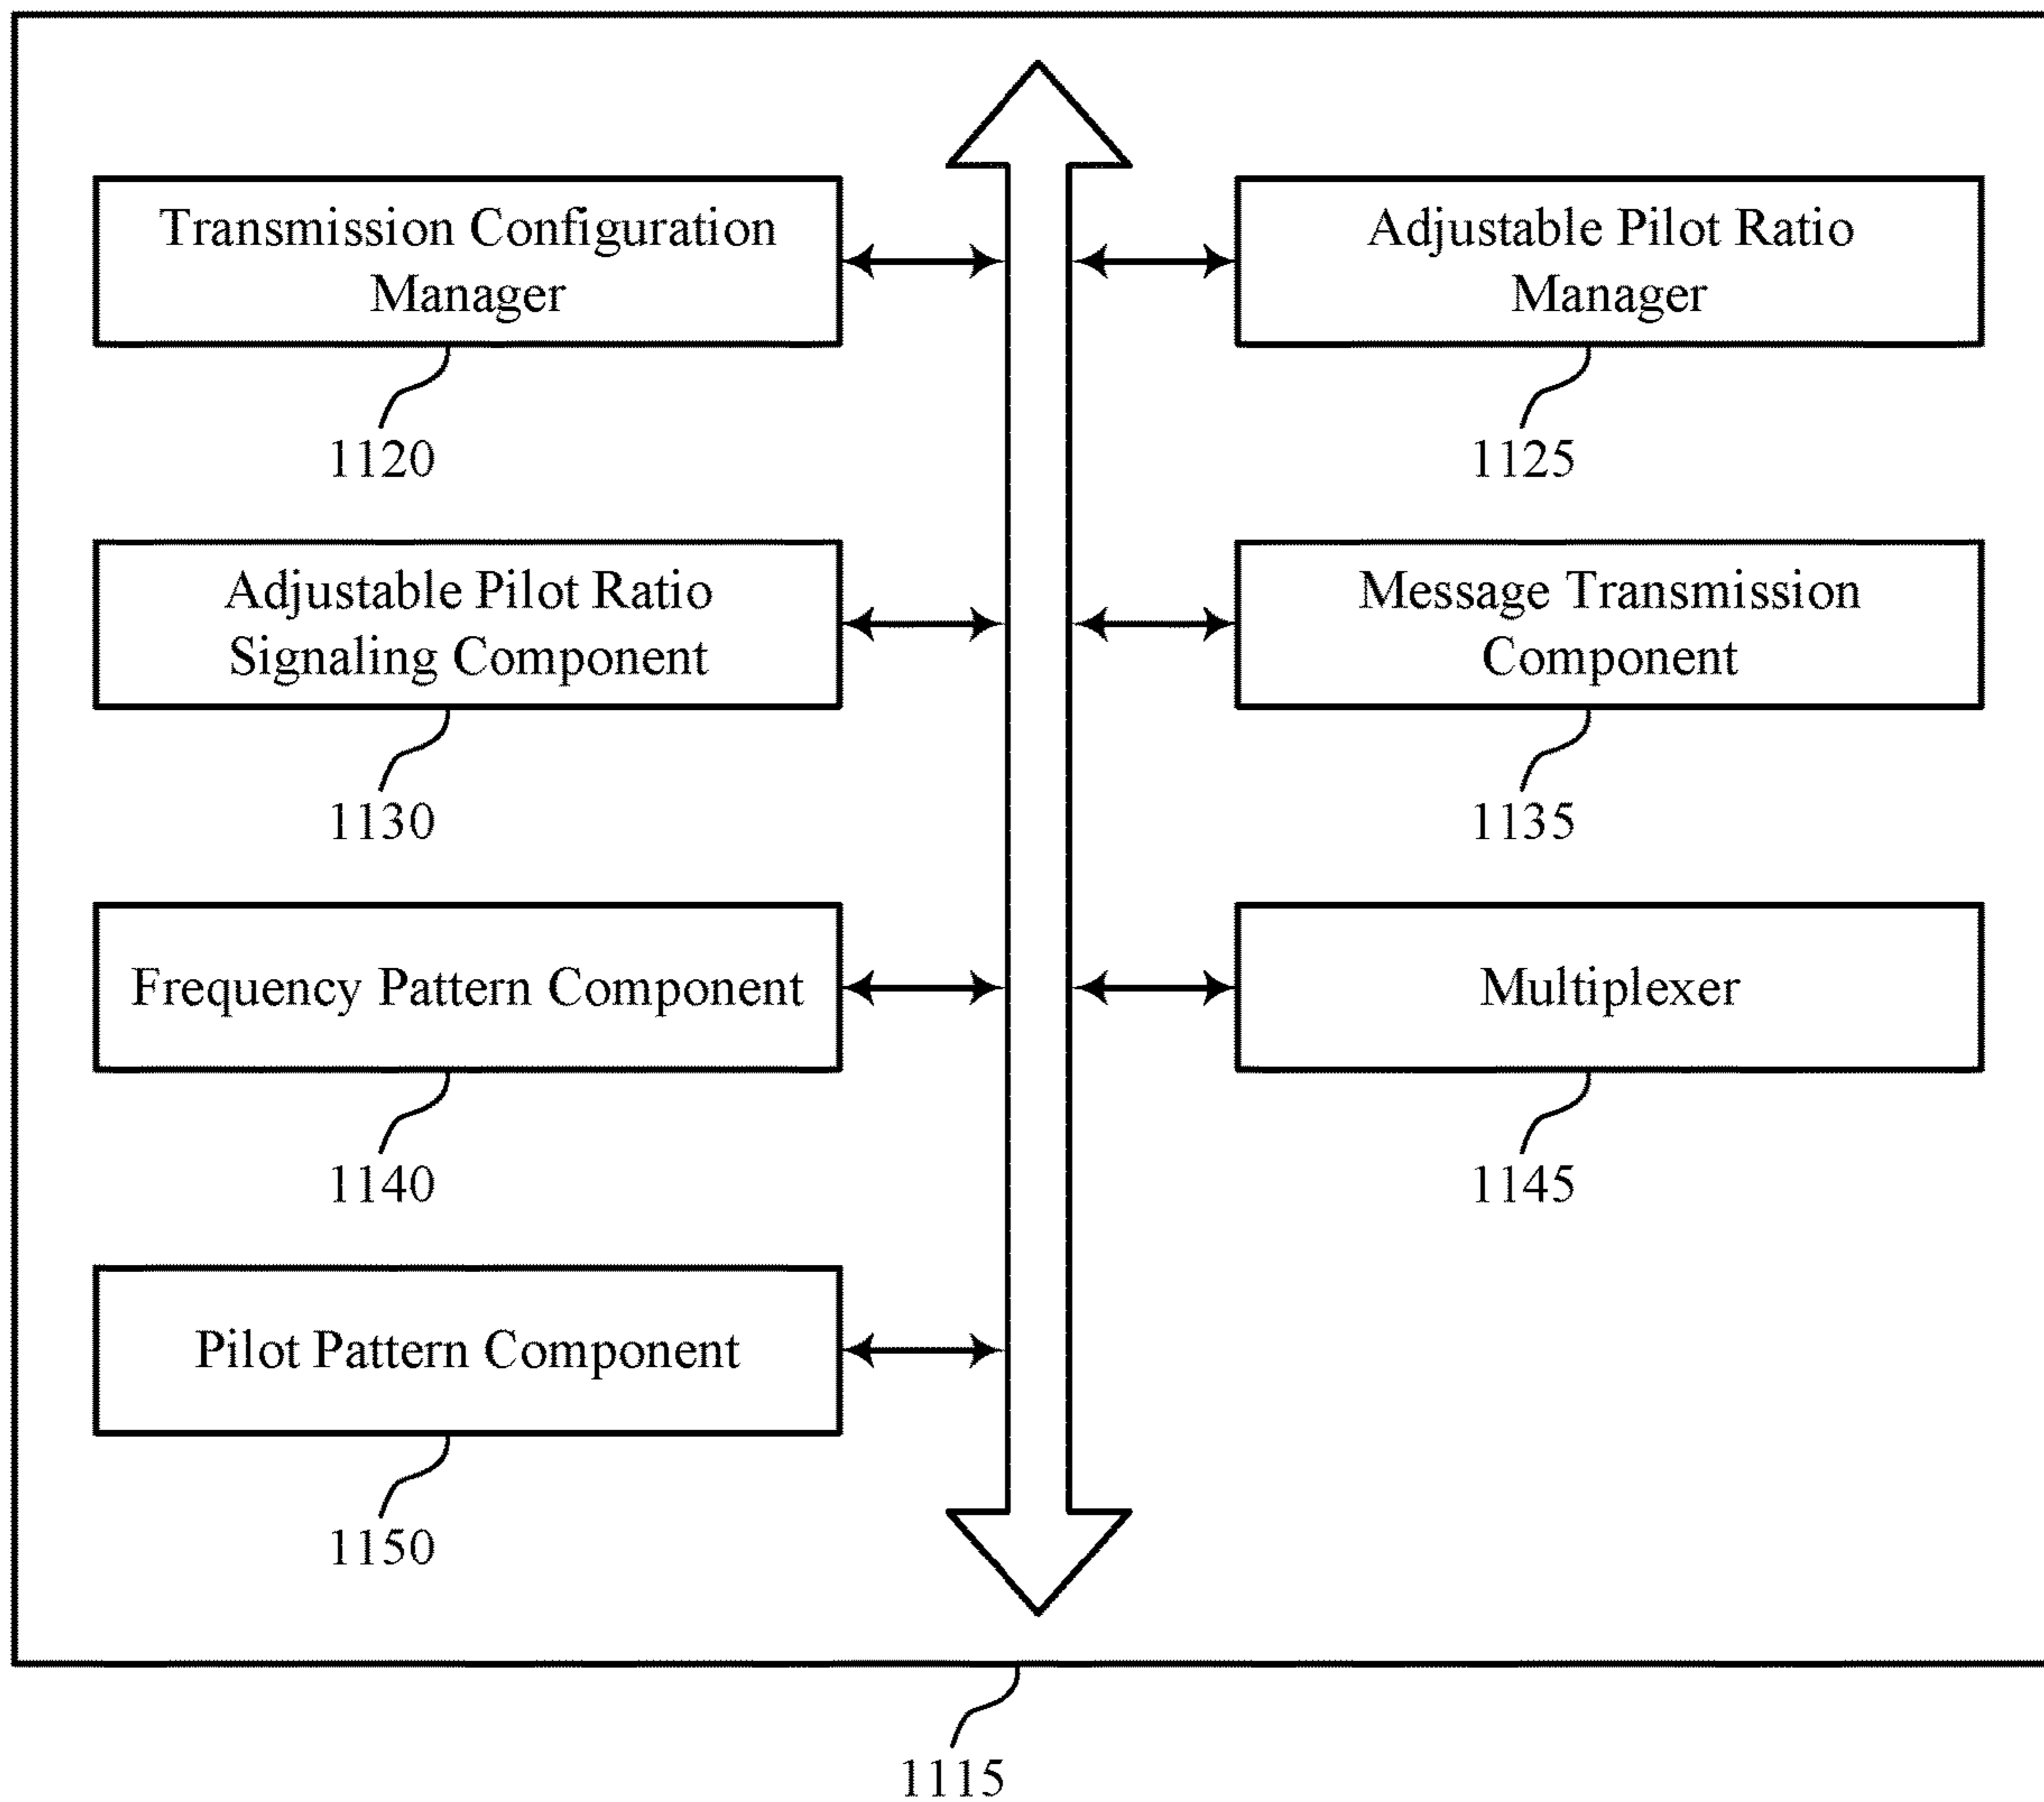 Transmission Configuration
Manager
1120
Adjustable Pilot Ratio
Manager
1125
Adjustable Pilot Ratio
Signaling Component
1130
Message Transmission
Component
1135
Frequency Pattern Component
1140
Multiplexer
1145
Pilot Pattern Component
1150
1115